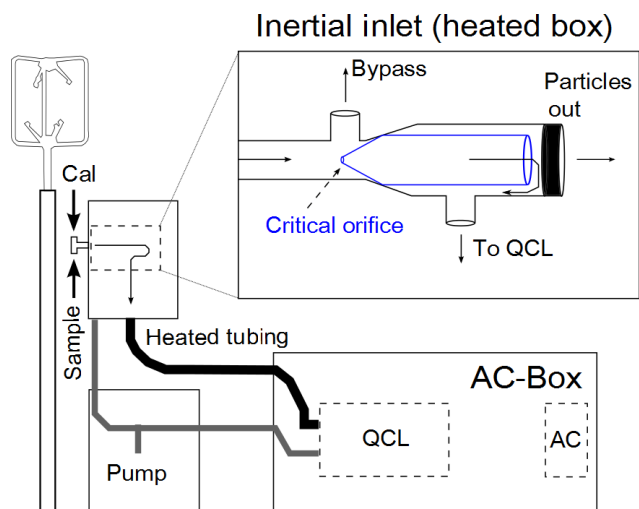 Inertial inlet (heated box)
Bypass
Particles
out
Cal
Critical orifice
To QCL
Sample
Heated tubing
AC-Box
QCL
AC
Pump